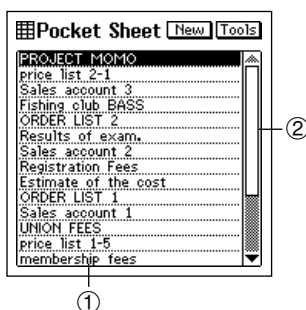 Pocket Sheet New Tools
PROJECT MOMO
price list 2-1
Sales account 3
Fishing club BASS
ORDER LIST 2
Results of exam.
Sales account 2
Registration Fees
Estimate of the cost
ORDER LIST 1
Sales account 1
UNION FEES
price list 1-5
membership fees
②
①